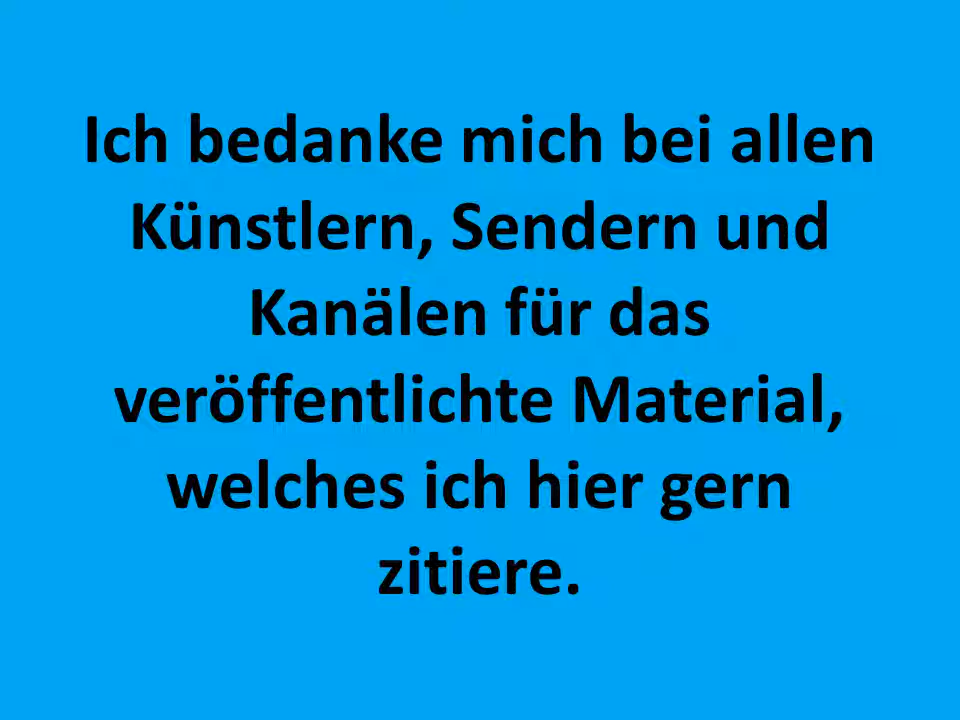 Ich bedanke mich bei allen
Künstlern, Sendern und
Kanälen für das
veröffentlichte Material,
welches ich hier gern
zitiere.